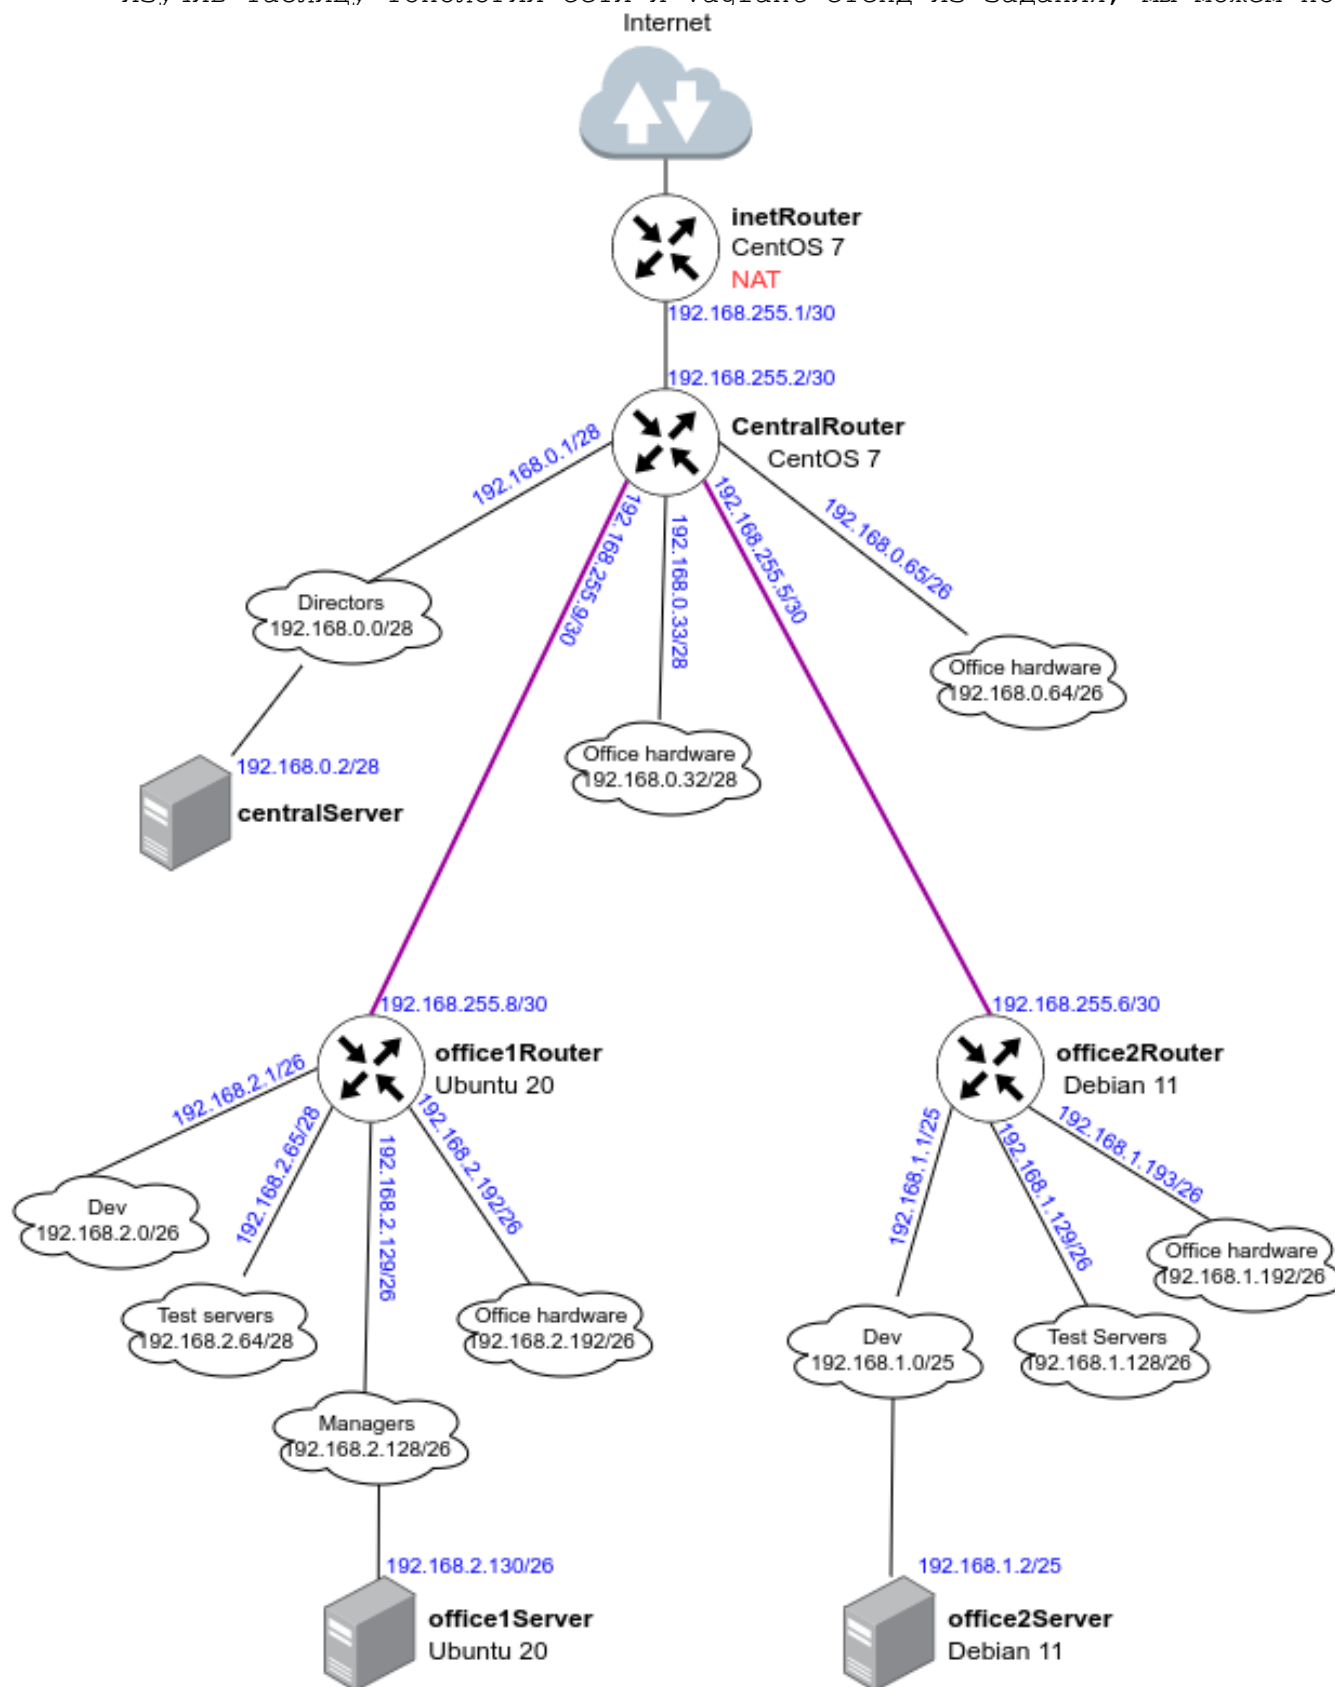 Internet
inetRouter
CentOS 7
NAT
192.168.255.1/30
192.168.255.2/30
CentralRouter
CentOS 7
192.168.0.1/28
192.168.255.9/30
192.168.0.33/28
192.168.255.5/30
192.168.0.65/26
Directors
192.168.0.0/28
Office hardware
192.168.0.64/26
Office hardware
192.168.0.32/28
192.168.0.2/28
centralServer
192.168.255.8/30
192.168.255.6/30
office1Router
Ubuntu 20
office2Router
Debian 11
192.168.2.1/26
192.168.2.65/28
192.168.2.129/26
192.168.2.192/26
192.168.1.1/25
192.168.1.129/26
192.168.1.193/26
Dev
192.168.2.0/26
Office hardware
192.168.1.192/26
Test servers
192.168.2.64/28
Office hardware
192.168.2.192/26
Dev
192.168.1.0/25
Test Servers
192.168.1.128/26
Managers
192.168.2.128/26
192.168.2.130/26
office1Server
Ubuntu 20
192.168.1.2/25
office2Server
Debian 11